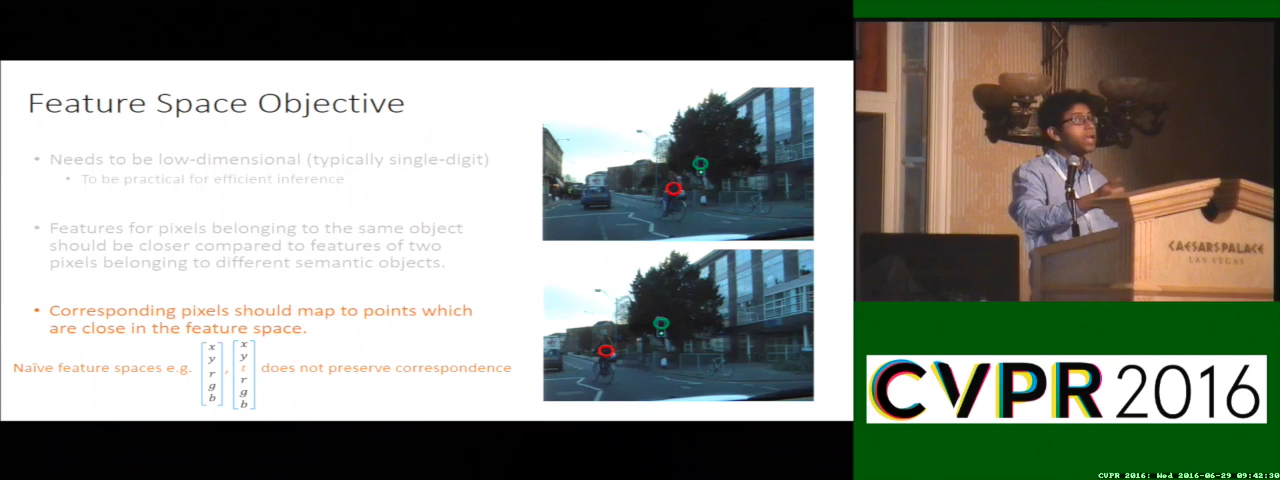 Feature Space Objective
• Needs to be low-dimensional (typically single-digit)
• To be practical for efficient inference
• Features for pixels belonging to the same object
should be closer compared to features of two
pixels belonging to different semantic objects.
• Corresponding pixels should map to points which
are close in the feature space.
Naïve feature spaces e.g. [x y r g b], [x y t r g b] does not preserve correspondence
CAESARS PALACE
LAS VEGAS
CVPR 2016
CVPR 2016: Wed 2016-06-29 09:42:30